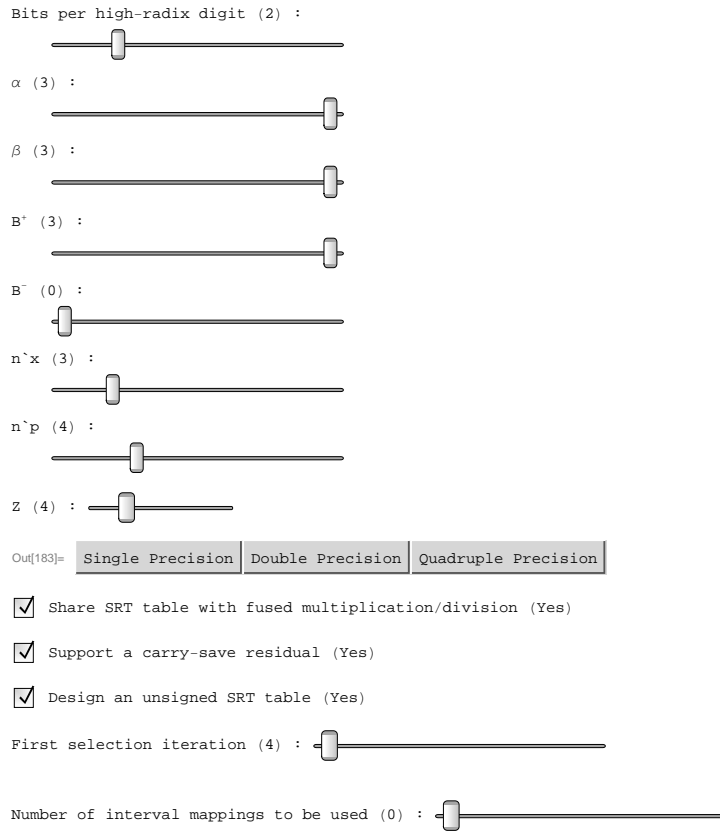 Bits per high-radix digit (2) :
α (3) :
β (3) :
B⁺ (3) :
B⁻ (0) :
n`x (3) :
n`p (4) :
Z (4) :
Out[183]= Single Precision Double Precision Quadruple Precision
Share SRT table with fused multiplication/division (Yes)
Support a carry-save residual (Yes)
Design an unsigned SRT table (Yes)
First selection iteration (4) :
Number of interval mappings to be used (0) :